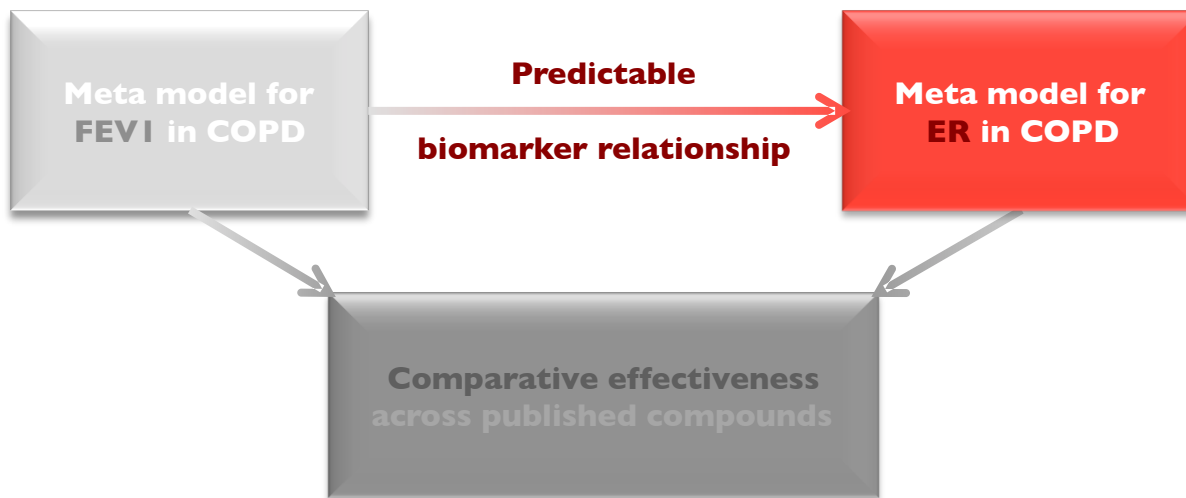 Meta model for
FEV1 in COPD
Predictable
biomarker relationship
Meta model for
ER in COPD
Comparative effectiveness
across published compounds